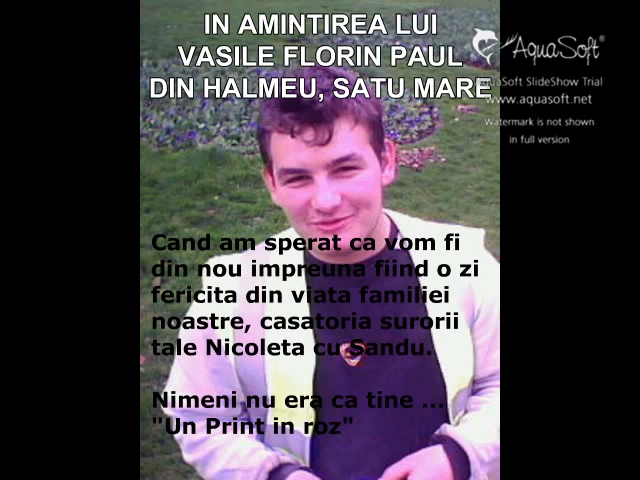 IN AMINTIREA LUI
VASILE FLORIN PAUL
DIN HALMEU, SATU MARE
AquaSoft®
AquaSoft SlideShow Trial
www.aquasoft.net
Watermark is not shown
in full version
Cand am sperat ca vom fi
din nou impreuna fiind o zi
fericita din viata familiei
noastre, casatoria surorii
tale Nicoleta cu Sandu.
Nimeni nu era ca tine ...
"Un Print in roz"